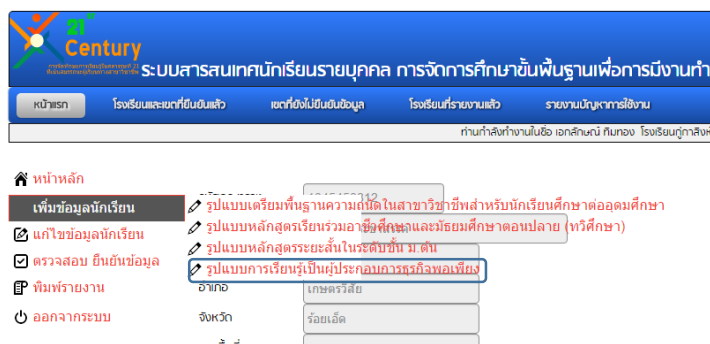 21st
Century
ระบบสารสนเทศนักเรียนรายบุคคล การจัดการศึกษาขั้นพื้นฐานเพื่อการมีงานทำ
หน้าแรก โรงเรียนและเขตที่ยืนยันแล้ว เขตที่ยังไม่ยืนยันข้อมูล โรงเรียนที่รายงานแล้ว รายงานปัญหาการใช้งาน
ท่านกำลังทำงานในชื่อ เอกลักษณ์ ทีมทอง โรงเรียนกู่กาสิงห์
หน้าหลัก
เพิ่มข้อมูลนักเรียน
รูปแบบเตรียมพื้นฐานความถนัดในสาขาวิชาชีพสำหรับนักเรียนศึกษาต่ออุดมศึกษา
แก้ไขข้อมูลนักเรียน
รูปแบบหลักสูตรเรียนร่วมอาชีวศึกษาและมัธยมศึกษาตอนปลาย (ทวิศึกษา)
รูปแบบหลักสูตรระยะสั้นในระดับชั้น ม.ต้น
ตรวจสอบ ยืนยันข้อมูล
รูปแบบการเรียนรู้เป็นผู้ประกอบการธุรกิจพอเพียง
พิมพ์รายงาน
อำเภอ เกษตรวิสัย
ออกจากระบบ
จังหวัด ร้อยเอ็ด